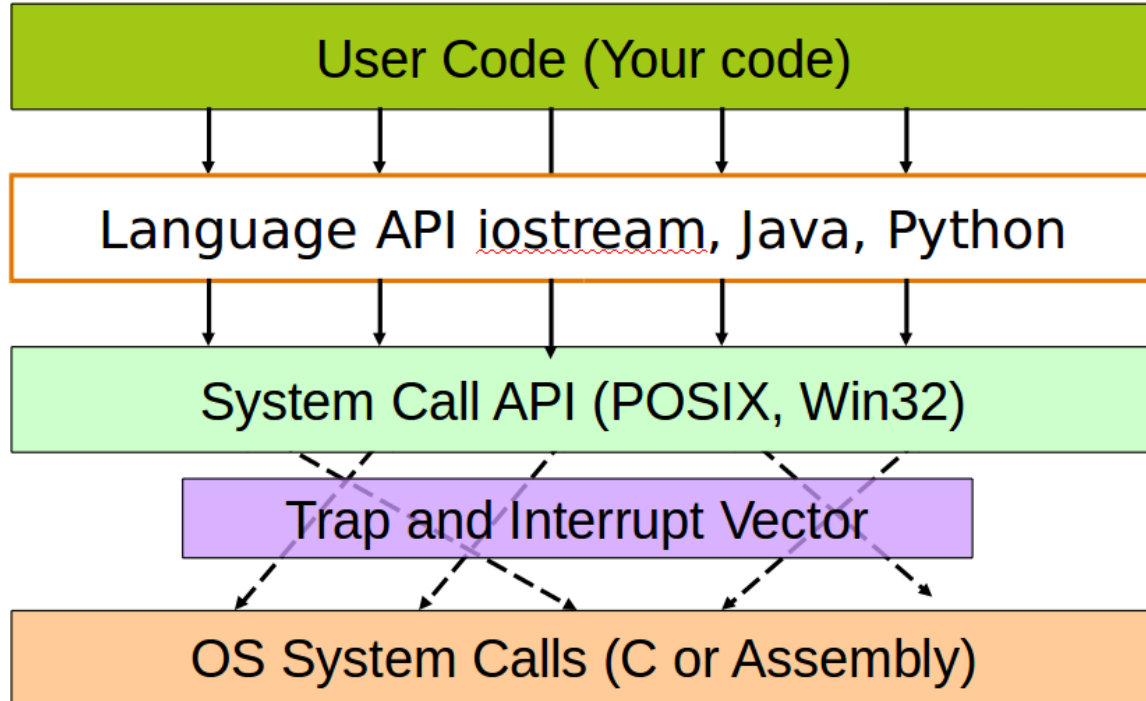 User Code (Your code)
Language API iostream, Java, Python
System Call API (POSIX, Win32)
Trap and Interrupt Vector
OS System Calls (C or Assembly)